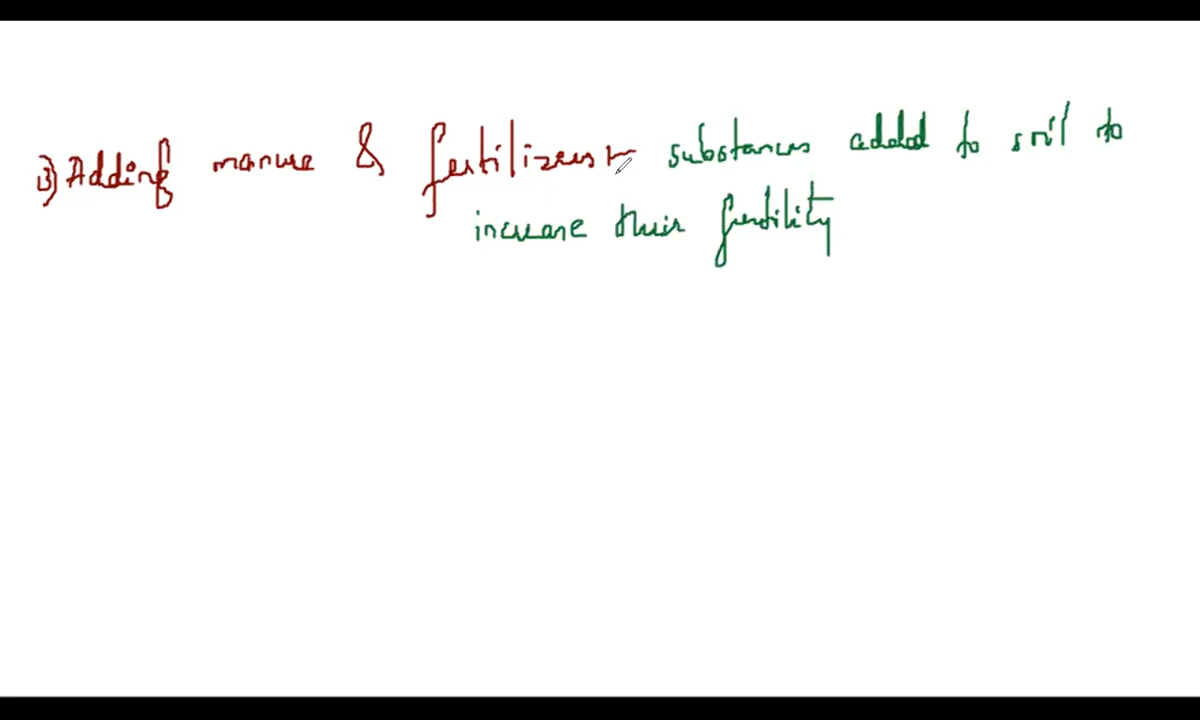 3) Adding manure & fertilizers :- substances added to soil to
increase their fertility